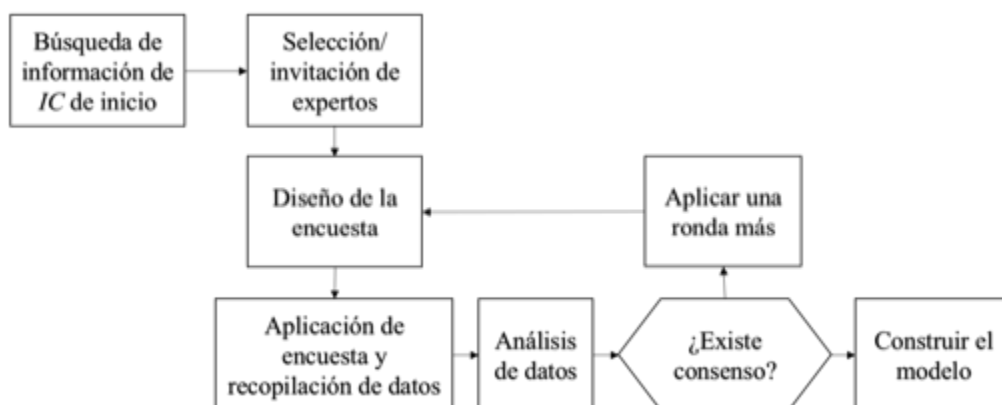 Búsqueda de
información de
IC de inicio
Selección/
invitación de
expertos
Diseño de la
encuesta
Aplicar una
ronda más
Aplicación de
encuesta y
recopilación de datos
Análisis
de datos
¿Existe
consenso?
Construir el
modelo